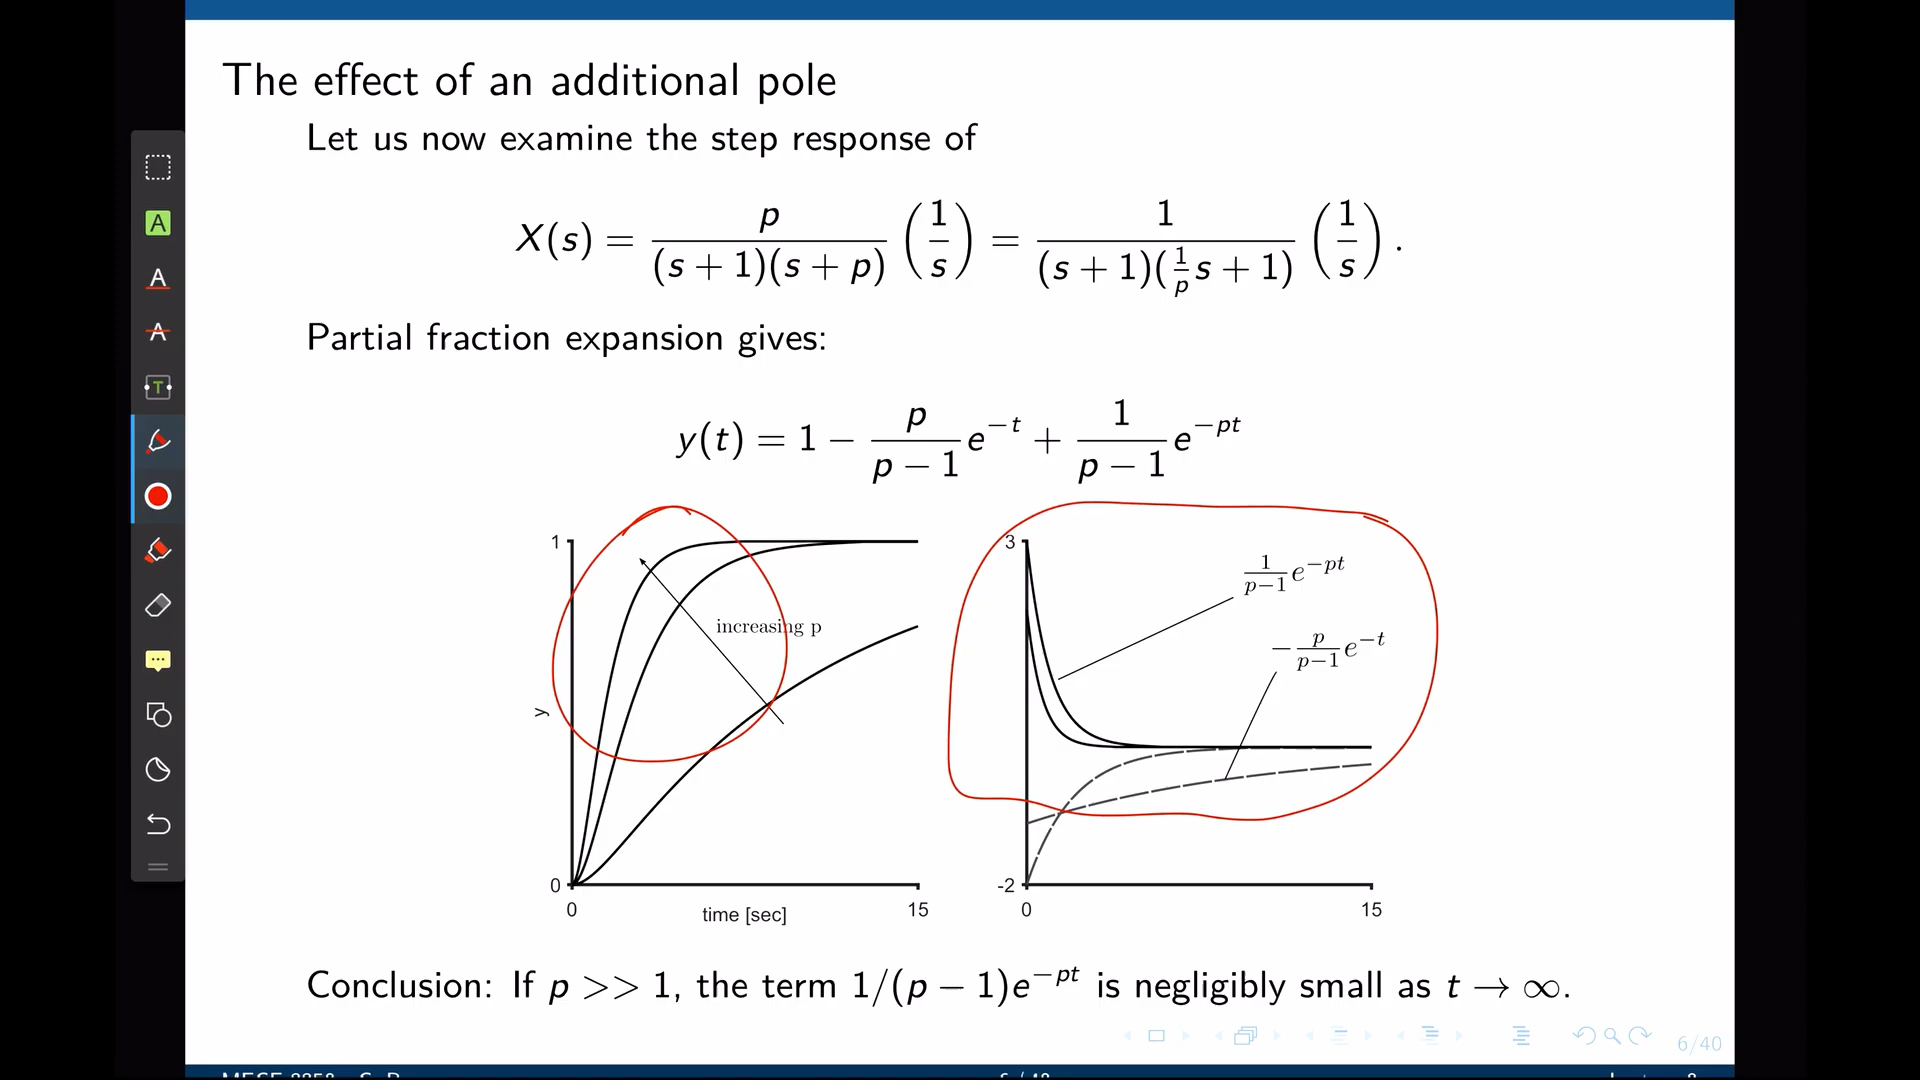 The effect of an additional pole
Let us now examine the step response of
X(s) = p / (s + 1)(s + p) (1/s) = 1 / (s + 1)(1/p s + 1) (1/s) .
Partial fraction expansion gives:
y(t) = 1 − p/(p − 1) e^{−t} + 1/(p − 1) e^{−pt}
1
increasing p
y
0
0
time [sec]
15
3
1/(p−1) e^{−pt}
− p/(p−1) e^{−t}
-2
0
15
Conclusion: If p >> 1, the term 1/(p − 1)e^{−pt} is negligibly small as t → ∞.
6/40